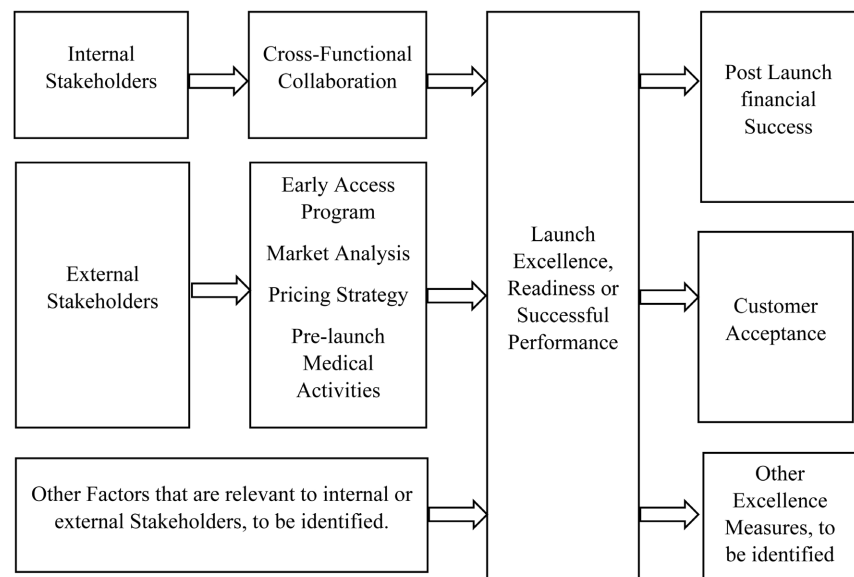 Internal
Stakeholders
Cross-Functional
Collaboration
Post Launch
financial
Success
External
Stakeholders
Early Access
Program
Market Analysis
Pricing Strategy
Pre-launch
Medical
Activities
Launch
Excellence,
Readiness or
Successful
Performance
Customer
Acceptance
Other Factors that are relevant to internal or
external Stakeholders, to be identified.
Other
Excellence
Measures, to
be identified